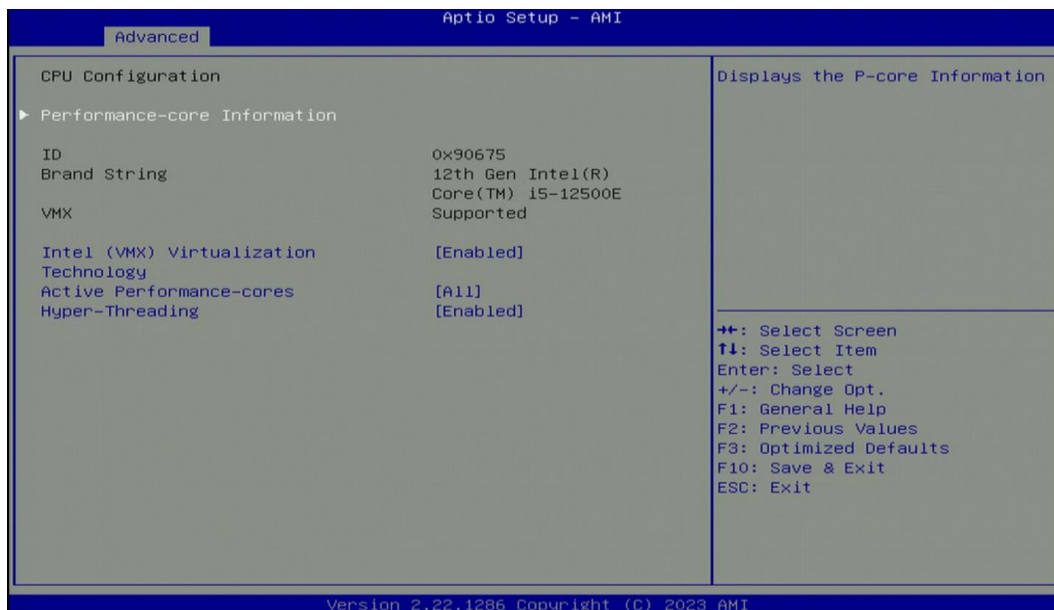 Aptio Setup - AMI
Advanced
CPU Configuration
Performance-core Information
ID 0x90675
Brand String 12th Gen Intel(R)
Core(TM) i5-12500E
VMX Supported
Intel (VMX) Virtualization [Enabled]
Technology
Active Performance-cores [All]
Hyper-Threading [Enabled]
Displays the P-core Information
→←: Select Screen
↑↓: Select Item
Enter: Select
+/-: Change Opt.
F1: General Help
F2: Previous Values
F3: Optimized Defaults
F10: Save & Exit
ESC: Exit
Version 2.22.1286 Copyright (C) 2023 AMI